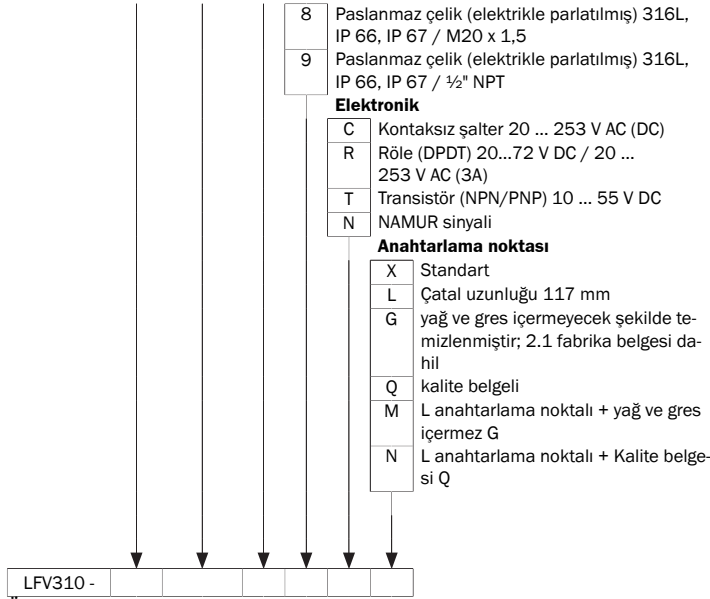 8 Paslanmaz çelik (elektrikle parlatılmış) 316L,
IP 66, IP 67 / M20 x 1,5
9 Paslanmaz çelik (elektrikle parlatılmış) 316L,
IP 66, IP 67 / ½" NPT
Elektronik
C Kontaksız şalter 20 ... 253 V AC (DC)
R Röle (DPDT) 20...72 V DC / 20 ...
253 V AC (3A)
T Transistör (NPN/PNP) 10 ... 55 V DC
N NAMUR sinyali
Anahtarlama noktası
X Standart
L Çatal uzunluğu 117 mm
G yağ ve gres içermeyecek şekilde te-
mizlenmiştir; 2.1 fabrika belgesi da-
hil
Q kalite belgeli
M L anahtarlama noktalı + yağ ve gres
içermez G
N L anahtarlama noktalı + Kalite belge-
si Q
LFV310 -